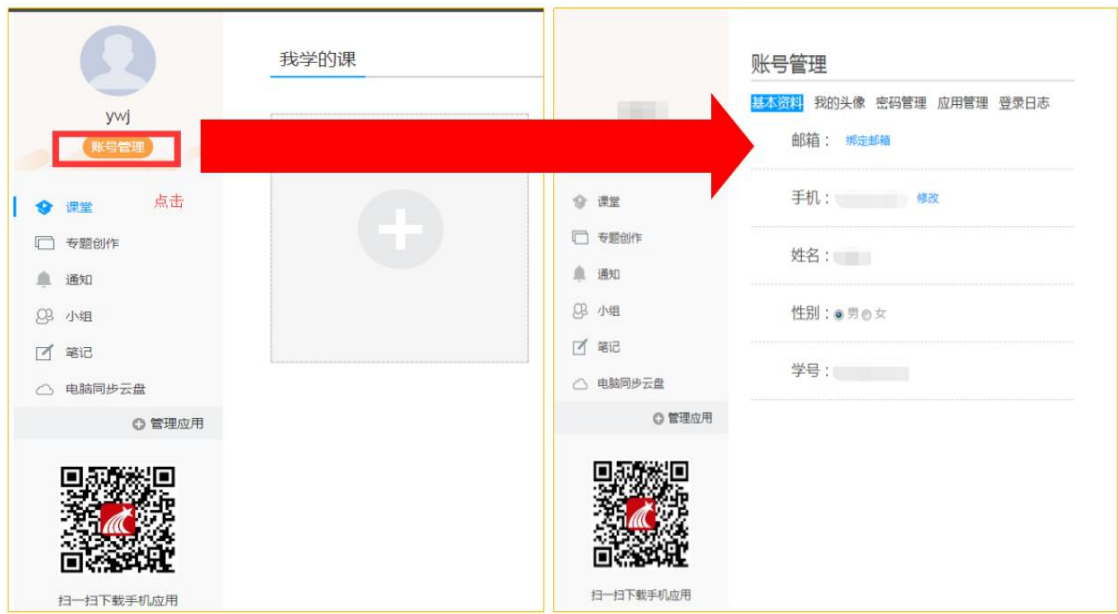 ywj
账号管理
点击
课堂
专题创作
通知
小组
笔记
电脑同步云盘
管理应用
扫一扫下载手机应用
我学的课
课堂
专题创作
通知
小组
笔记
电脑同步云盘
管理应用
扫一扫下载手机应用
账号管理
基本资料 我的头像 密码管理 应用管理 登录日志
邮箱： 绑定邮箱
手机： 修改
姓名：
性别：男 女
学号：